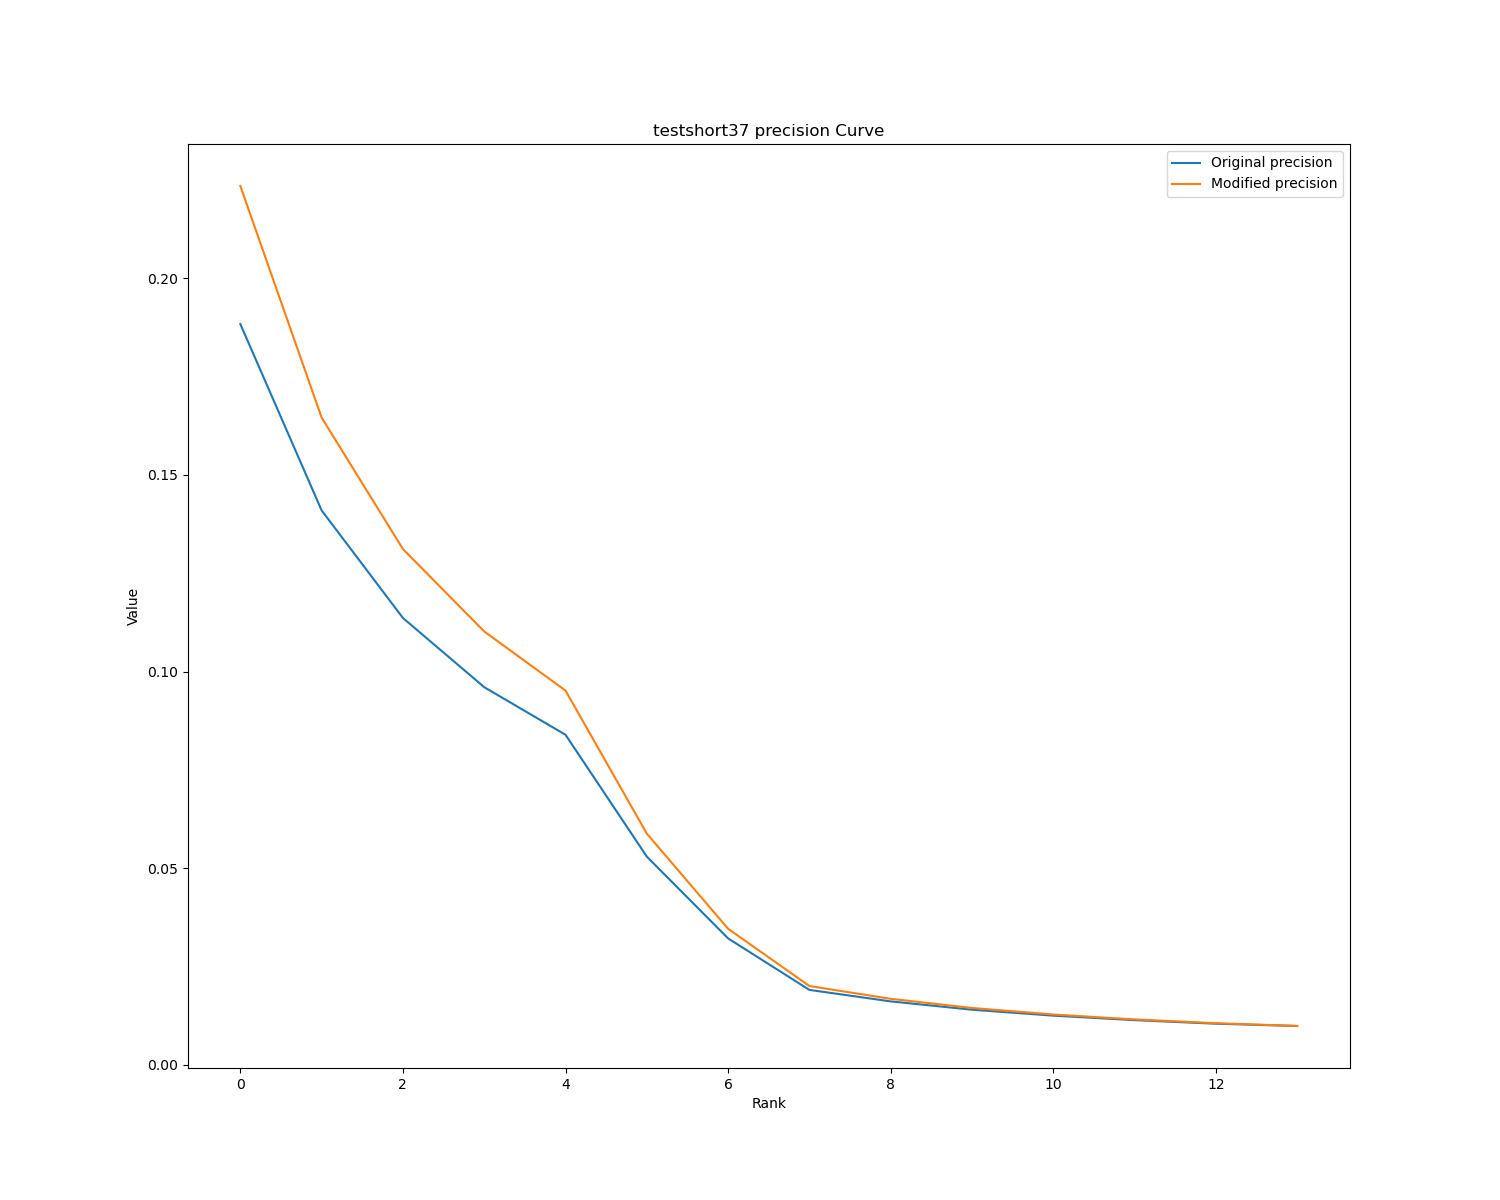 testshort37 precision Curve
Original precision
Modified precision
0.20
0.15
0.10
0.05
0.00
Value
0 2 4 6 8 10 12
Rank